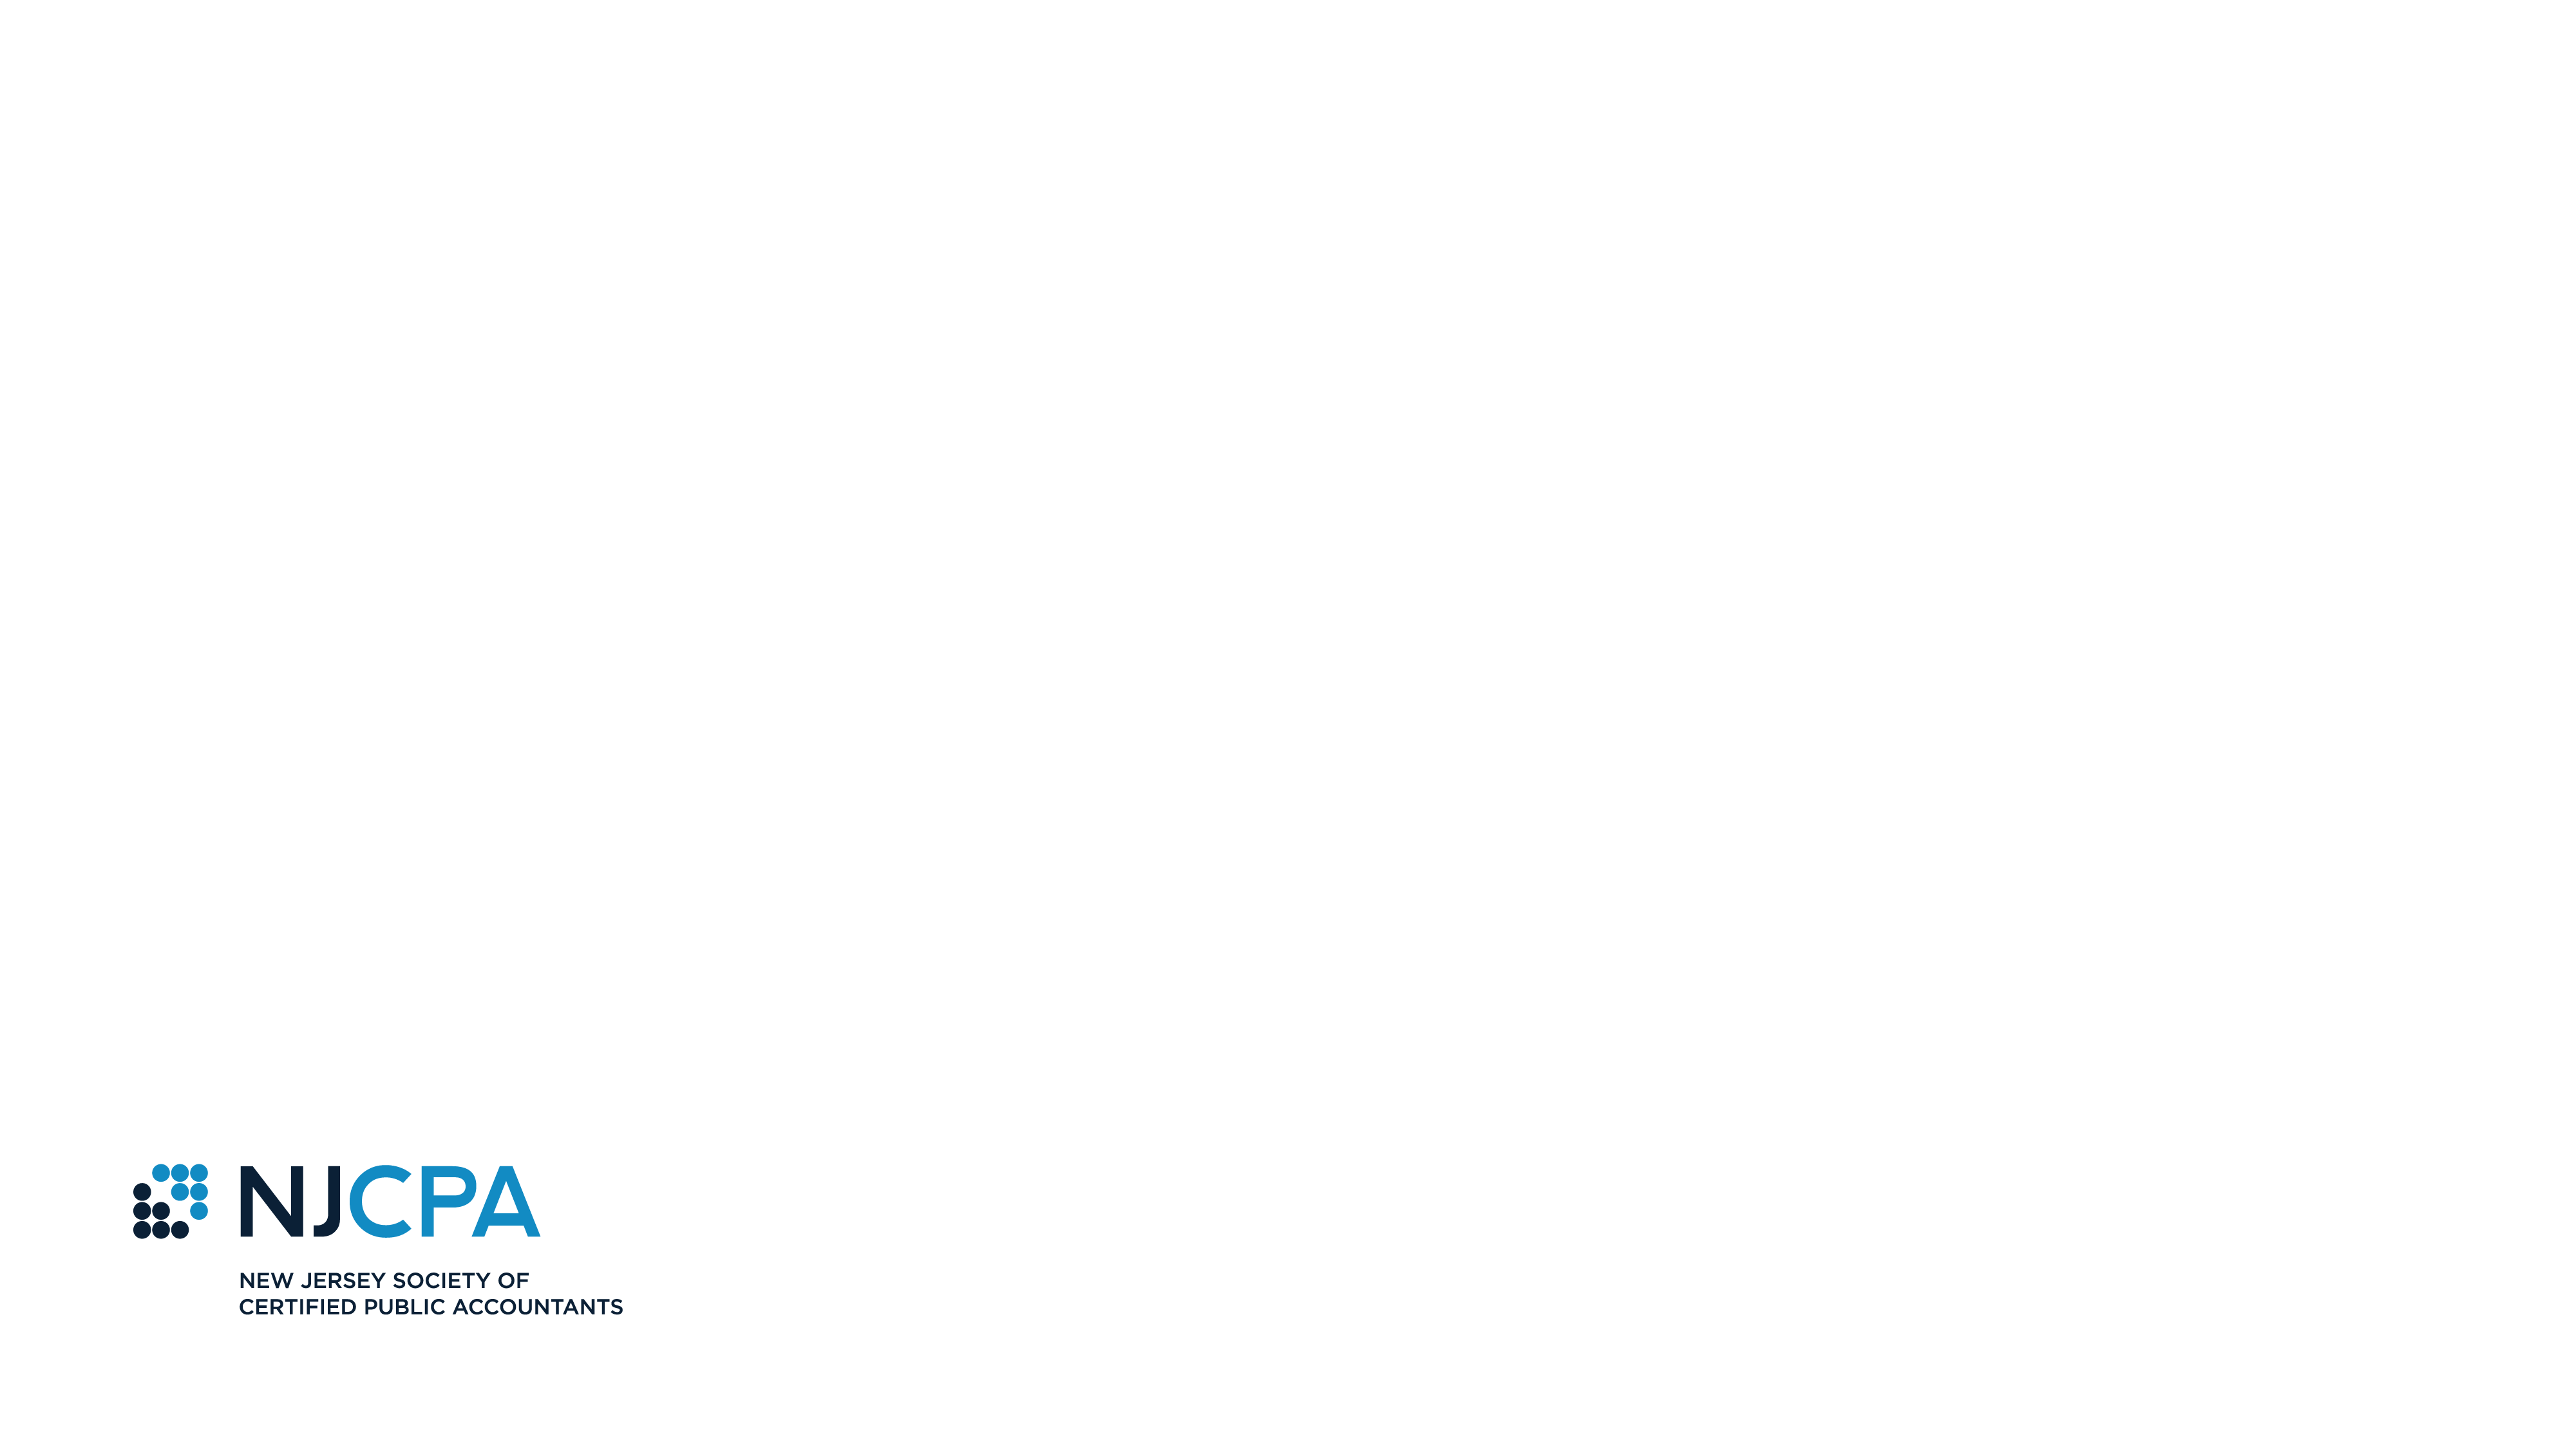 NJCPA
NEW JERSEY SOCIETY OF
CERTIFIED PUBLIC ACCOUNTANTS